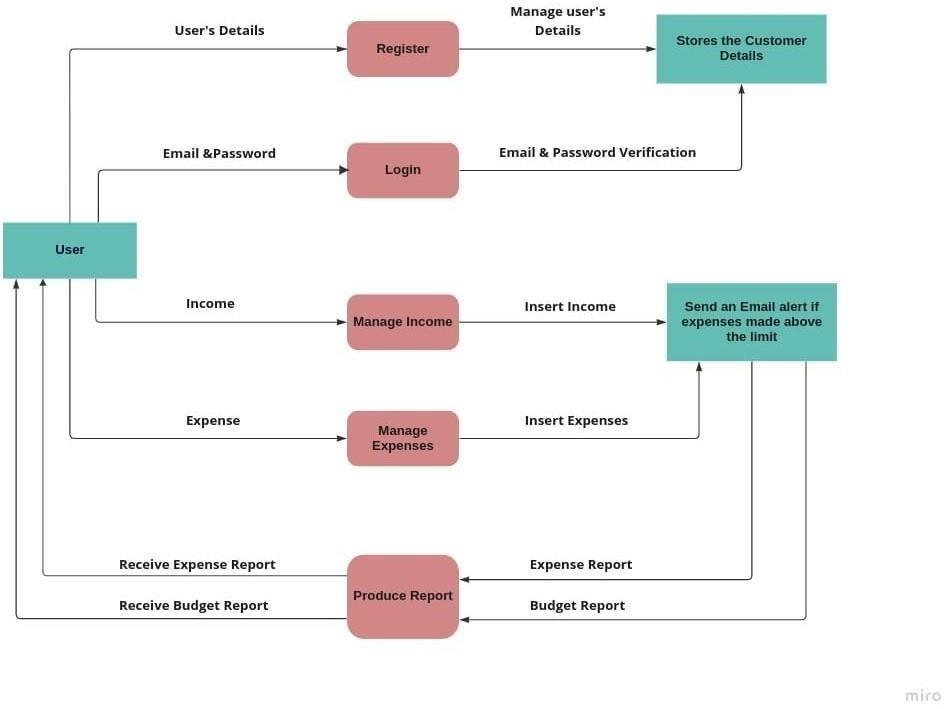 User's Details
Manage user's
Details
Register
Stores the Customer
Details
Email &Password
Email & Password Verification
Login
User
Income
Insert Income
Manage Income
Send an Email alert if
expenses made above
the limit
Expense
Insert Expenses
Manage
Expenses
Receive Expense Report
Expense Report
Produce Report
Receive Budget Report
Budget Report
miro